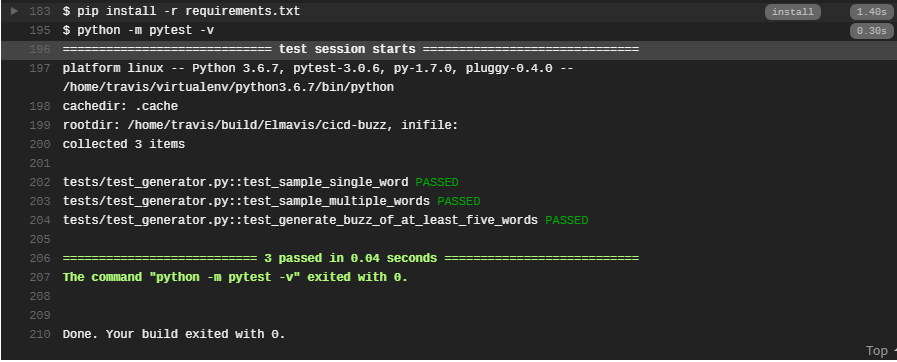 183 $ pip install -r requirements.txt install 1.40s
195 $ python -m pytest -v 0.30s
196 ============================= test session starts ==============================
197 platform linux -- Python 3.6.7, pytest-3.0.6, py-1.7.0, pluggy-0.4.0 --
/home/travis/virtualenv/python3.6.7/bin/python
198 cachedir: .cache
199 rootdir: /home/travis/build/Elmavis/cicd-buzz, inifile:
200 collected 3 items
201
202 tests/test_generator.py::test_sample_single_word PASSED
203 tests/test_generator.py::test_sample_multiple_words PASSED
204 tests/test_generator.py::test_generate_buzz_of_at_least_five_words PASSED
205
206 =========================== 3 passed in 0.04 seconds ===========================
207 The command "python -m pytest -v" exited with 0.
208
209
210 Done. Your build exited with 0.
Top